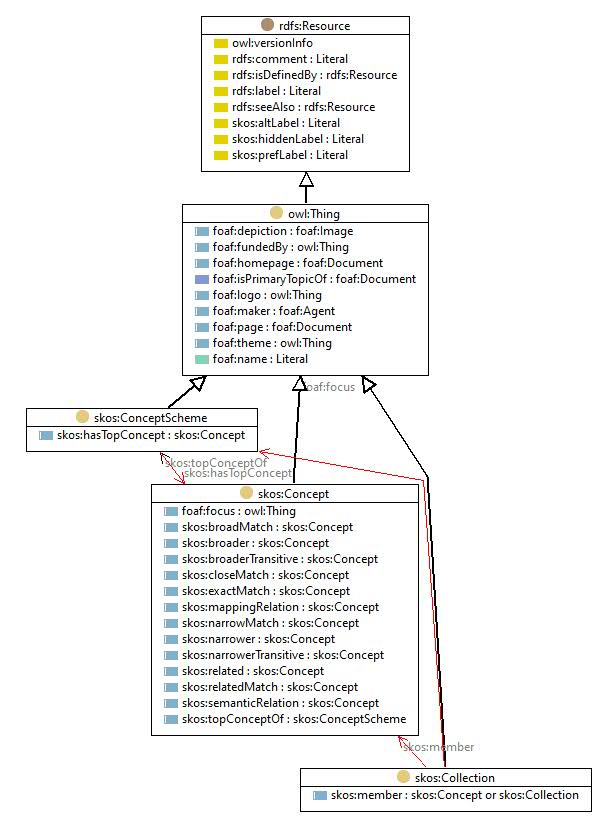 rdfs:Resource
owl:versionInfo
rdfs:comment : Literal
rdfs:isDefinedBy : rdfs:Resource
rdfs:label : Literal
rdfs:seeAlso : rdfs:Resource
skos:altLabel : Literal
skos:hiddenLabel : Literal
skos:prefLabel : Literal
owl:Thing
foaf:depiction : foaf:Image
foaf:fundedBy : owl:Thing
foaf:homepage : foaf:Document
foaf:isPrimaryTopicOf : foaf:Document
foaf:logo : owl:Thing
foaf:maker : foaf:Agent
foaf:page : foaf:Document
foaf:theme : owl:Thing
foaf:name : Literal
oaf:focus
skos:ConceptScheme
skos:hasTopConcept : skos:Concept
skos:topConceptOf
skos:hasTopConcept
skos:Concept
foaf:focus : owl:Thing
skos:broadMatch : skos:Concept
skos:broader : skos:Concept
skos:broaderTransitive : skos:Concept
skos:closeMatch : skos:Concept
skos:exactMatch : skos:Concept
skos:mappingRelation : skos:Concept
skos:narrowMatch : skos:Concept
skos:narrower : skos:Concept
skos:narrowerTransitive : skos:Concept
skos:related : skos:Concept
skos:relatedMatch : skos:Concept
skos:semanticRelation : skos:Concept
skos:topConceptOf : skos:ConceptScheme
skos:member
skos:Collection
skos:member : skos:Concept or skos:Collection